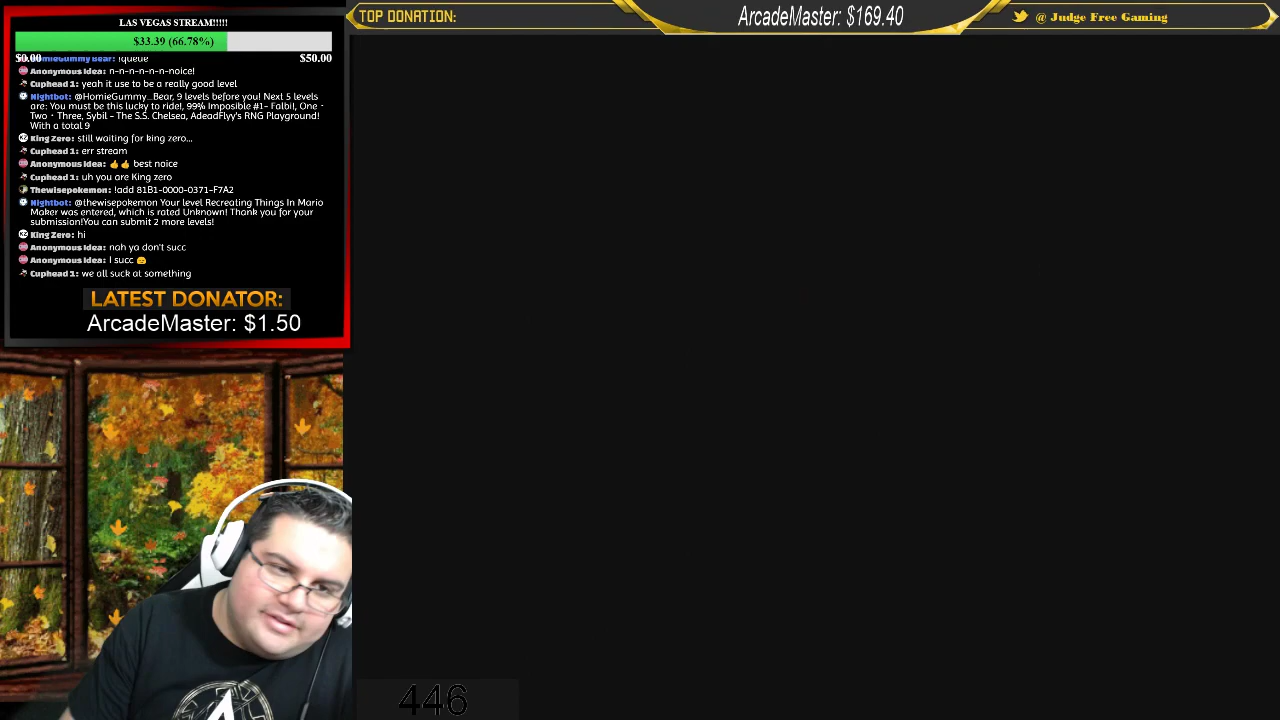 LAS VEGAS STREAM!!!!!
$33.39 (66.78%)
$0.00
$50.00
HomieGummy Bear: !queue
Anonymous Idea: n-n-n-n-n-noice!
Cuphead 1: yeah it use to be a really good level
Nightbot: @HomieGummy_Bear, 9 levels before you! Next 5 levels
are: You must be this lucky to ride!, 99% Imposible #1- Falbil, One -
Two - Three, Sybil - The S.S. Chelsea, AdeadFlyy's RNG Playground!
With a total 9
King Zero: still waiting for king zero...
Cuphead 1: err stream
Anonymous Idea: 👍👍 best noice
Cuphead 1: uh you are King zero
Thewisepokemon: !add 81B1-0000-0371-F7A2
Nightbot: @thewisepokemon Your level Recreating Things In Mario
Maker was entered, which is rated Unknown! Thank you for your
submission!You can submit 2 more levels!
King Zero: hi
Anonymous Idea: nah ya don't succ
Anonymous Idea: I succ
Cuphead 1: we all suck at something
LATEST DONATOR:
ArcadeMaster: $1.50
TOP DONATION:
ArcadeMaster: $169.40
@ Judge Free Gaming
446